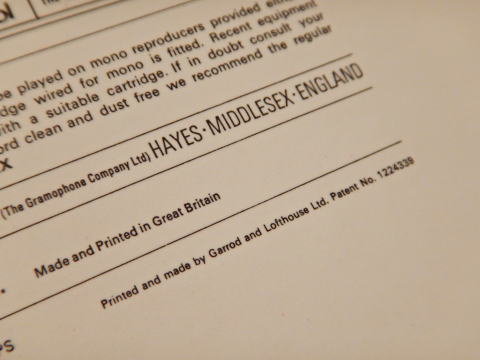 be played on mono reproducers provided
dge wired for mono is fitted. Recent equipment
with a suitable cartridge. If in doubt consult your
ord clean and dust free we recommend the regular
(The Gramophone Company Ltd) HAYES·MIDDLESEX·ENGLAND
Made and Printed in Great Britain
Printed and made by Garrod and Lofthouse Ltd. Patent No. 1224339